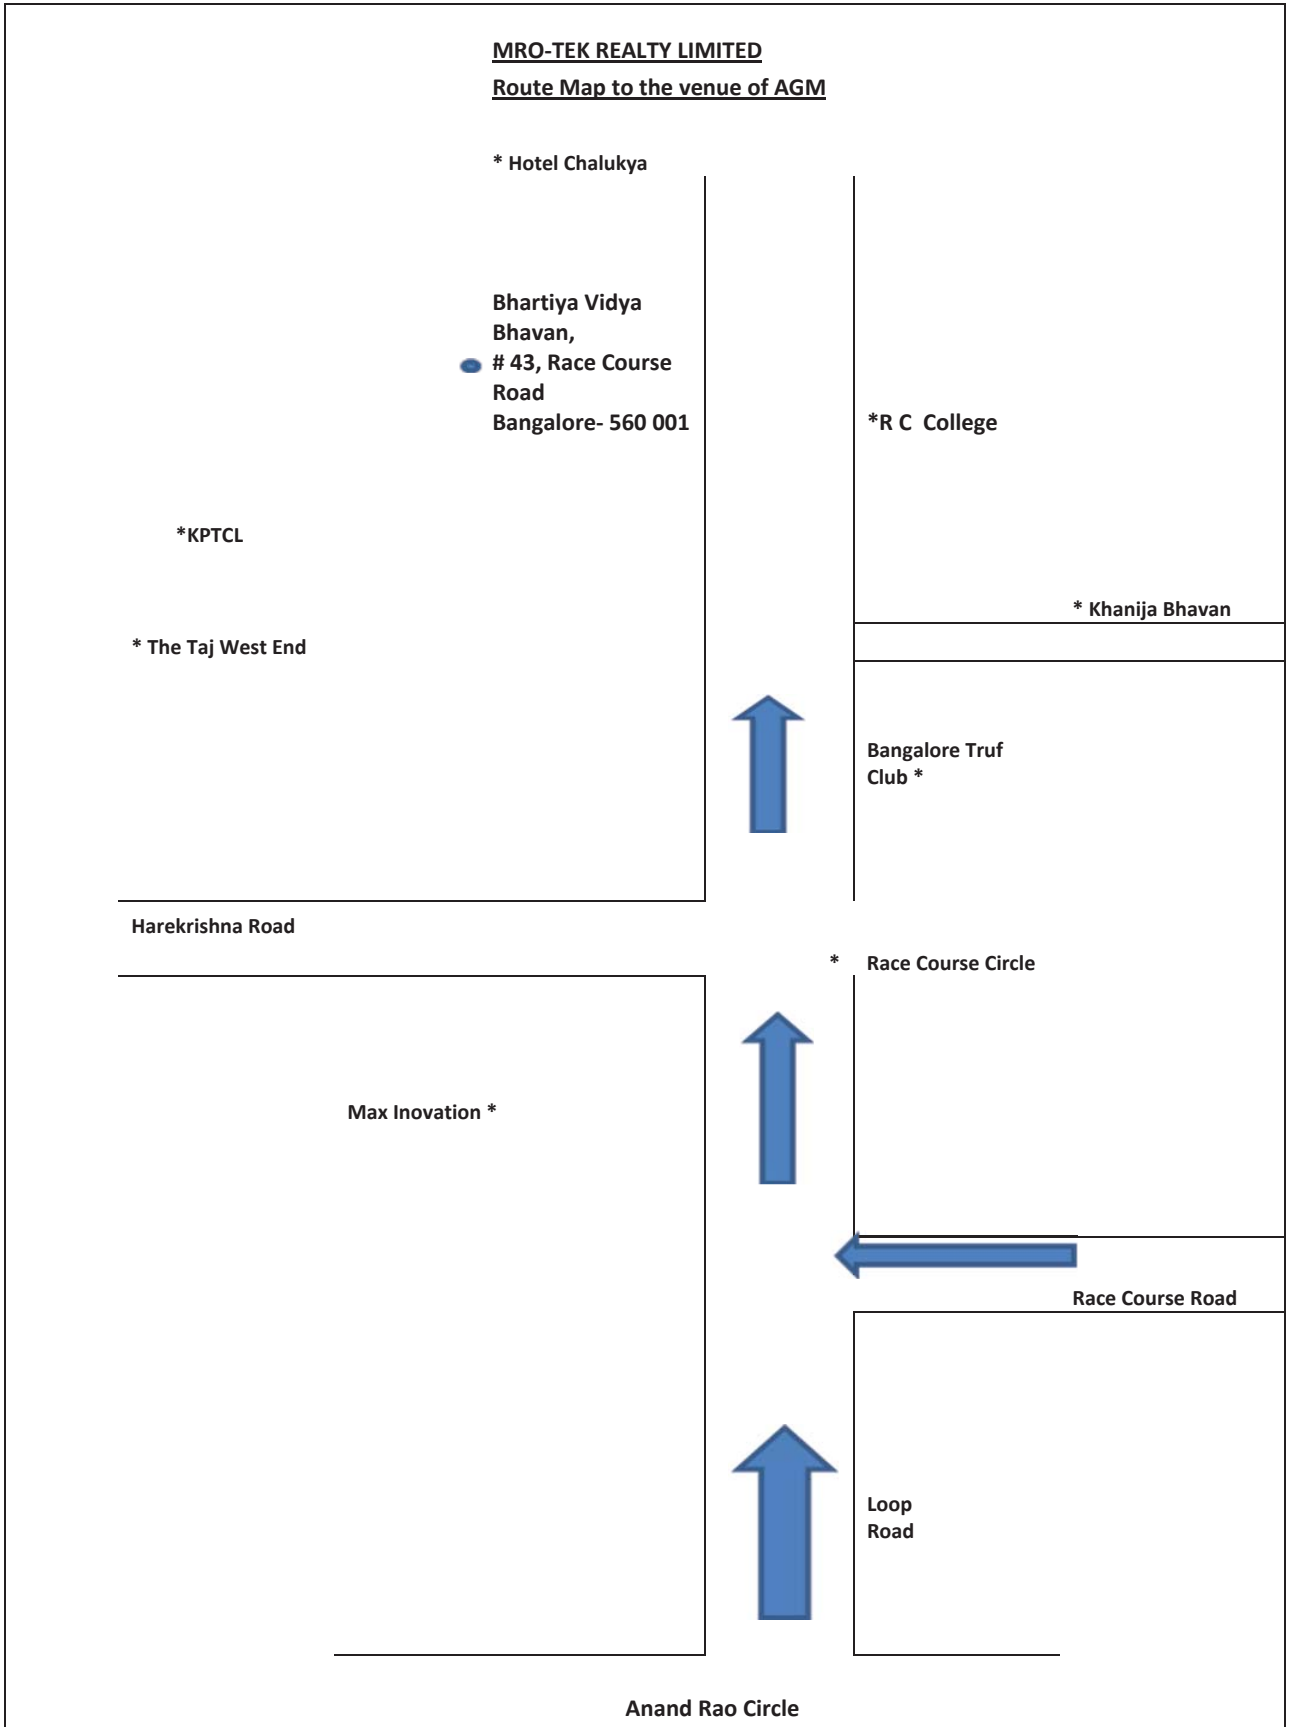 MRO-TEK REALTY LIMITED
Route Map to the venue of AGM
* Hotel Chalukya
Bhartiya Vidya
Bhavan,
# 43, Race Course
Road
Bangalore- 560 001
*R C College
*KPTCL
* Khanija Bhavan
* The Taj West End
Bangalore Truf
Club *
Harekrishna Road
* Race Course Circle
Max Inovation *
Race Course Road
Loop
Road
Anand Rao Circle